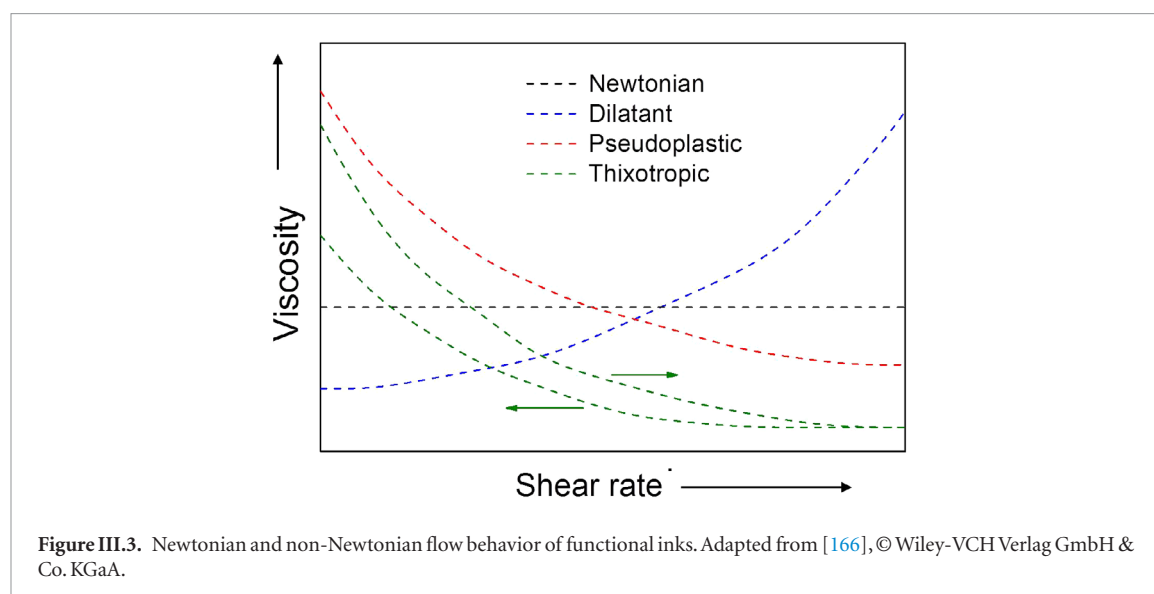 Newtonian
Dilatant
Pseudoplastic
Thixotropic
Viscosity
Shear rate
Figure III.3. Newtonian and non-Newtonian flow behavior of functional inks. Adapted from [166], © Wiley-VCH Verlag GmbH &
Co. KGaA.